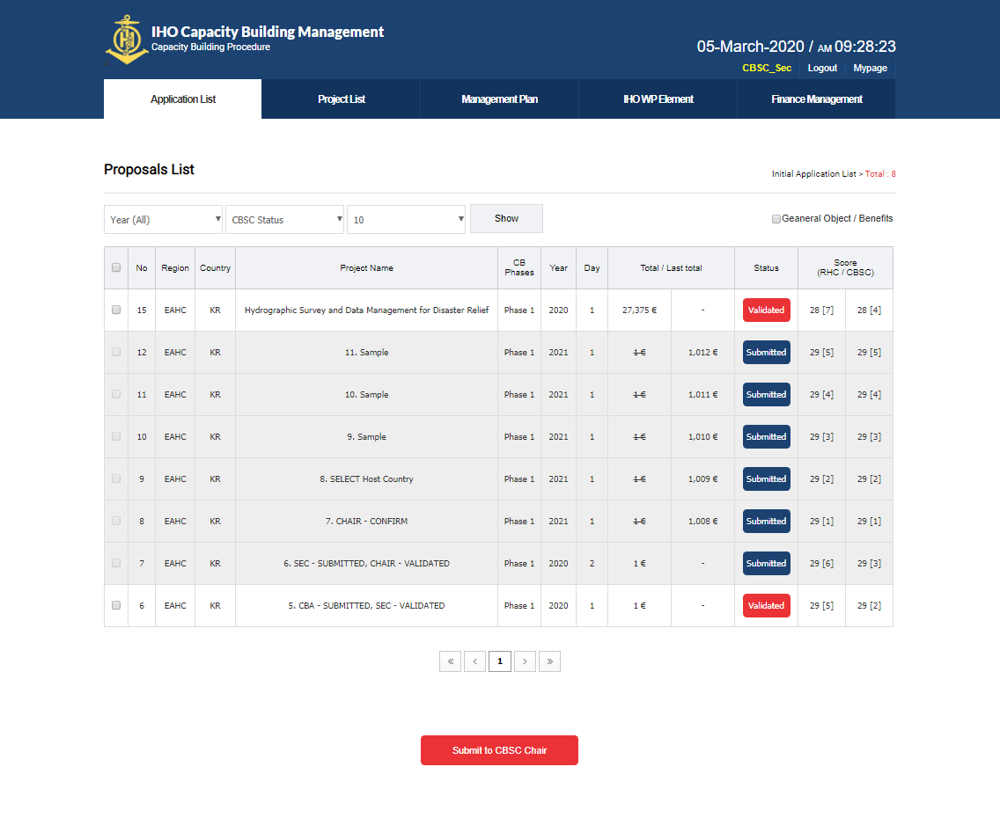 IHO Capacity Building Management
Capacity Building Procedure
05-March-2020 / AM 09:28:23
CBSC_Sec Logout Mypage
Application List Project List Management Plan IHO WP Element Finance Management
Proposals List
Initial Application List > Total : 8
Year (All) CBSC Status 10 Show Geaneral Object / Benefits
No Region Country Project Name CB Phases Year Day Total / Last total Status Score (RHC / CBSC)
15 EAHC KR Hydrographic Survey and Data Management for Disaster Relief Phase 1 2020 1 27,375 € - Validated 28 [7] 28 [4]
12 EAHC KR 11. Sample Phase 1 2021 1 1 € 1,012 € Submitted 29 [5] 29 [5]
11 EAHC KR 10. Sample Phase 1 2021 1 1 € 1,011 € Submitted 29 [4] 29 [4]
10 EAHC KR 9. Sample Phase 1 2021 1 1 € 1,010 € Submitted 29 [3] 29 [3]
9 EAHC KR 8. SELECT Host Country Phase 1 2021 1 1 € 1,009 € Submitted 29 [2] 29 [2]
8 EAHC KR 7. CHAIR - CONFIRM Phase 1 2021 1 1 € 1,008 € Submitted 29 [1] 29 [1]
7 EAHC KR 6. SEC - SUBMITTED, CHAIR - VALIDATED Phase 1 2020 2 1 € - Submitted 29 [6] 29 [3]
6 EAHC KR 5. CBA - SUBMITTED, SEC - VALIDATED Phase 1 2020 1 1 € - Validated 29 [5] 29 [2]
« ‹ 1 › »
Submit to CBSC Chair